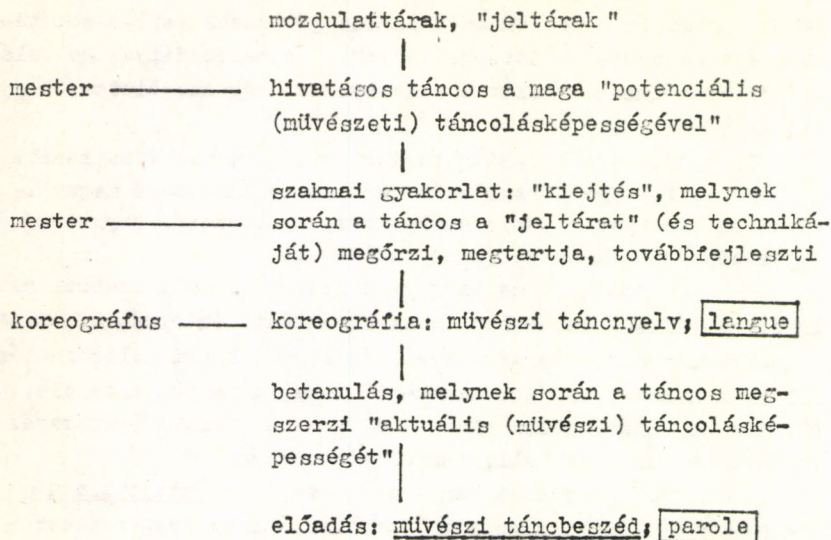 mozdulattárak, "jeltárak "
mester hivatásos táncos a maga "potenciális
(müvészeti) táncolásképességével"
szakmai gyakorlat: "kiejtés", melynek
mester során a táncos a "jeltárat" (és techniká-
ját) megőrzi, megtartja, továbbfejleszti
koreográfus koreográfia: müvészi táncnyelv; langue
betanulás, melynek során a táncos meg-
szerzi "aktuális (müvészi) táncoláské-
pességét"
előadás: müvészi táncbeszéd; parole